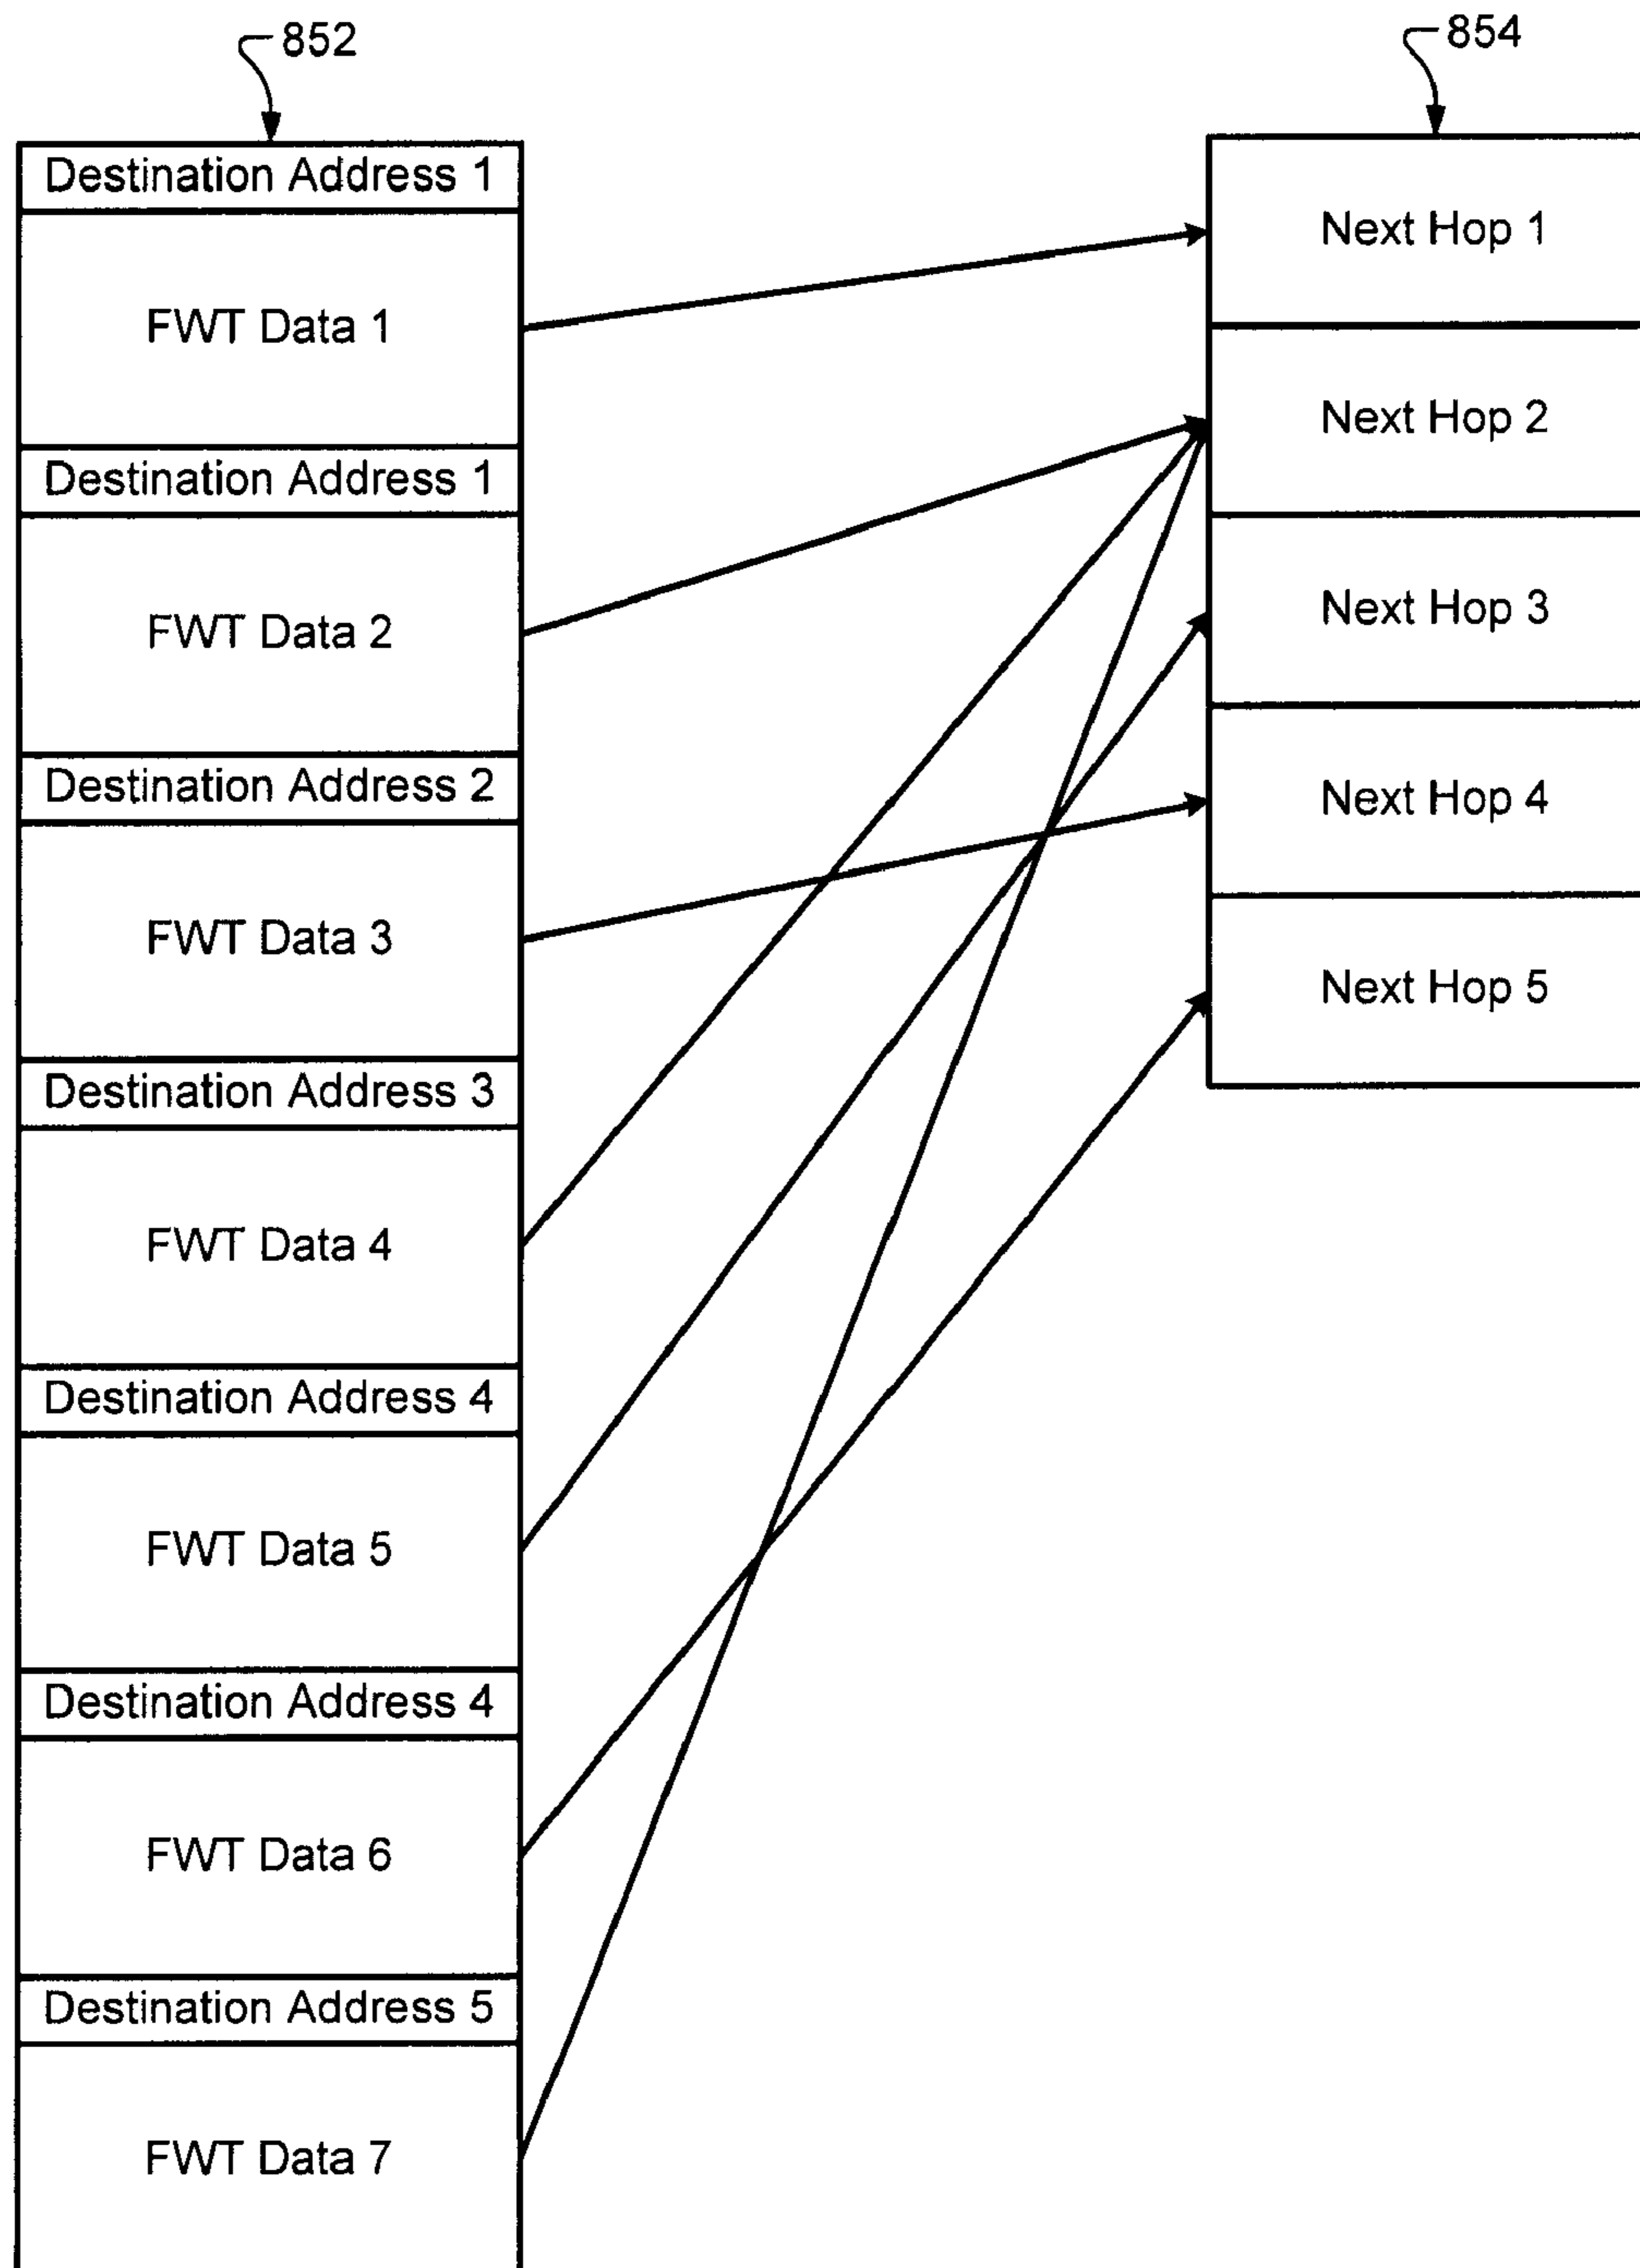 852
854
Destination Address 1
FWT Data 1
Destination Address 1
FWT Data 2
Destination Address 2
FWT Data 3
Destination Address 3
FWT Data 4
Destination Address 4
FWT Data 5
Destination Address 4
FWT Data 6
Destination Address 5
FWT Data 7
Next Hop 1
Next Hop 2
Next Hop 3
Next Hop 4
Next Hop 5